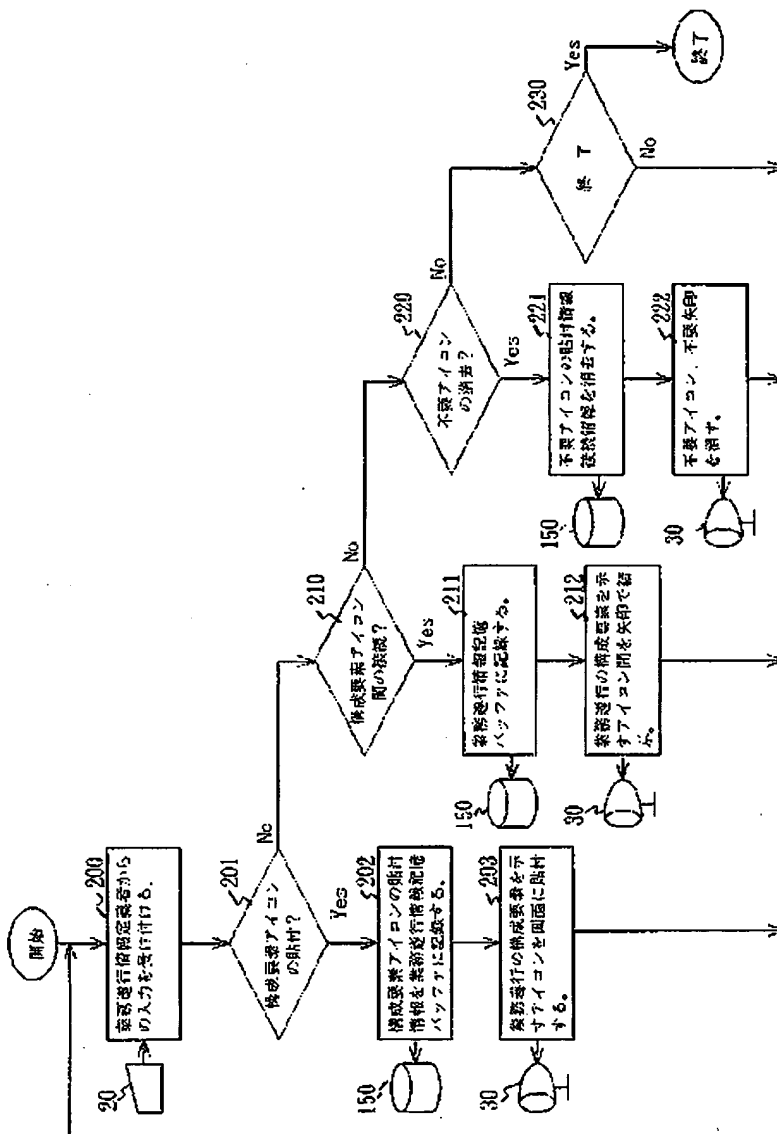 開始
200
業務遂行情報定義者から
の入力を受け付ける。
20
201
構成要素アイコン
の貼付?
No
Yes
202
構成要素アイコンの貼付
情報を業務遂行情報記憶
バッファに記録する。
150
203
業務遂行の構成要素を示
すアイコンを画面に貼付
する。
30
210
構成要素アイコン
間の接続?
No
Yes
211
業務遂行情報記憶
バッファに記録する。
150
212
業務遂行の構成要素を示
すアイコン間を矢印で結
ぶ。
30
220
不要アイコン
の消去?
No
Yes
221
不要アイコンの貼付情報
接続情報を消去する。
150
222
不要アイコン、不要矢印
を消す。
30
230
終了
Yes
No
終了